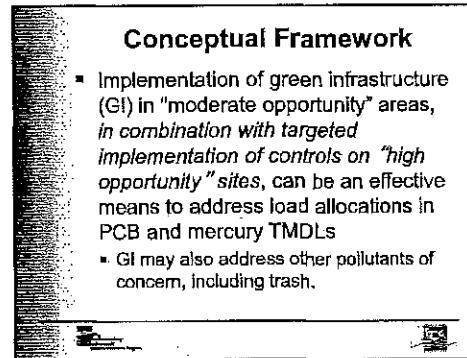 Conceptual Framework
▪ Implementation of green infrastructure
(GI) in "moderate opportunity" areas,
in combination with targeted
implementation of controls on "high
opportunity" sites, can be an effective
means to address load allocations in
PCB and mercury TMDLs
▪ GI may also address other pollutants of
concern, including trash.